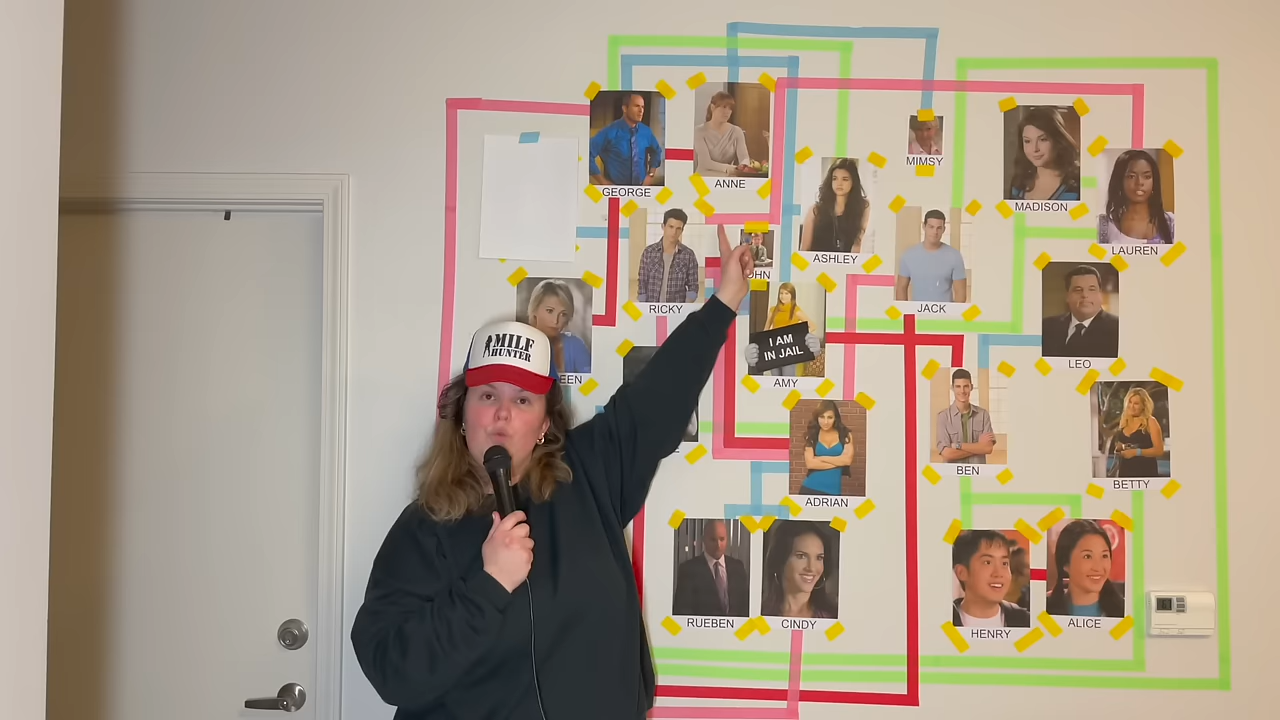 GEORGE
ANNE
MIMSY
MADISON
LAUREN
ASHLEY
RICKY
JACK
LEO
I AM
IN JAIL
AMY
MILF
HUNTER
BEN
BETTY
ADRIAN
RUEBEN
CINDY
HENRY
ALICE